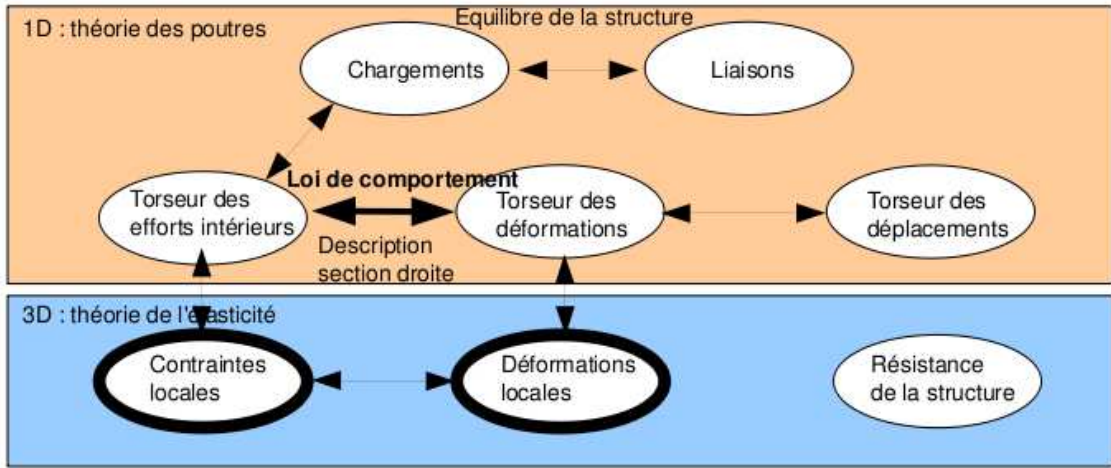 Equilibre de la structure
1D : théorie des poutres
Chargements
Liaisons
Loi de comportement
Torseur des
efforts intérieurs
Torseur des
déformations
Torseur des
déplacements
Description
section droite
3D : théorie de l'élasticité
Contraintes
locales
Déformations
locales
Résistance
de la structure